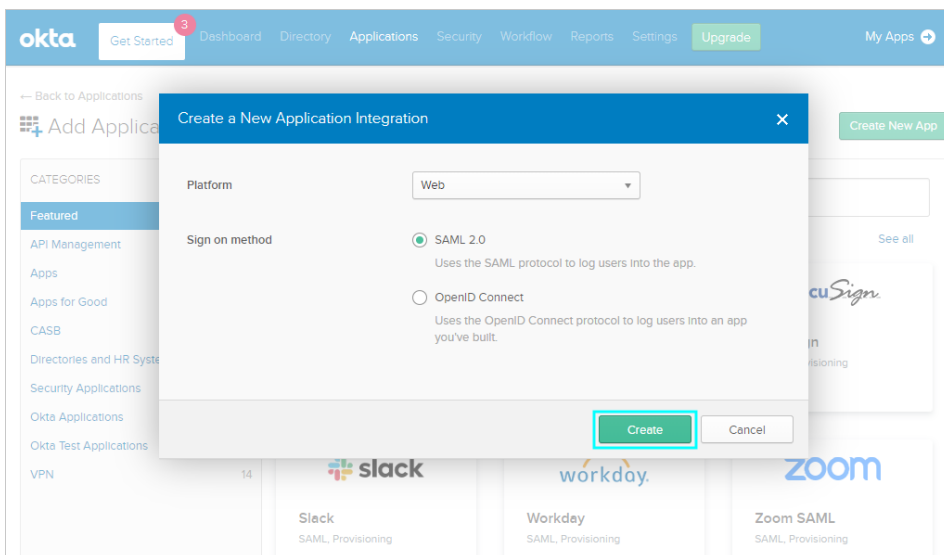 okta
Get Started
3
Dashboard
Directory
Applications
Security
Workflow
Reports
Settings
Upgrade
My Apps
← Back to Applications
Add Applica
Create New App
Create a New Application Integration
Platform
Web
Sign on method
SAML 2.0
Uses the SAML protocol to log users into the app.
OpenID Connect
Uses the OpenID Connect protocol to log users into an app
you've built.
Create
Cancel
CATEGORIES
Featured
API Management
Apps
Apps for Good
CASB
Directories and HR Syste
Security Applications
Okta Applications
Okta Test Applications
VPN 14
See all
cuSign
gn
visioning
slack
Slack
SAML, Provisioning
workday.
Workday
SAML, Provisioning
zoom
Zoom SAML
SAML, Provisioning